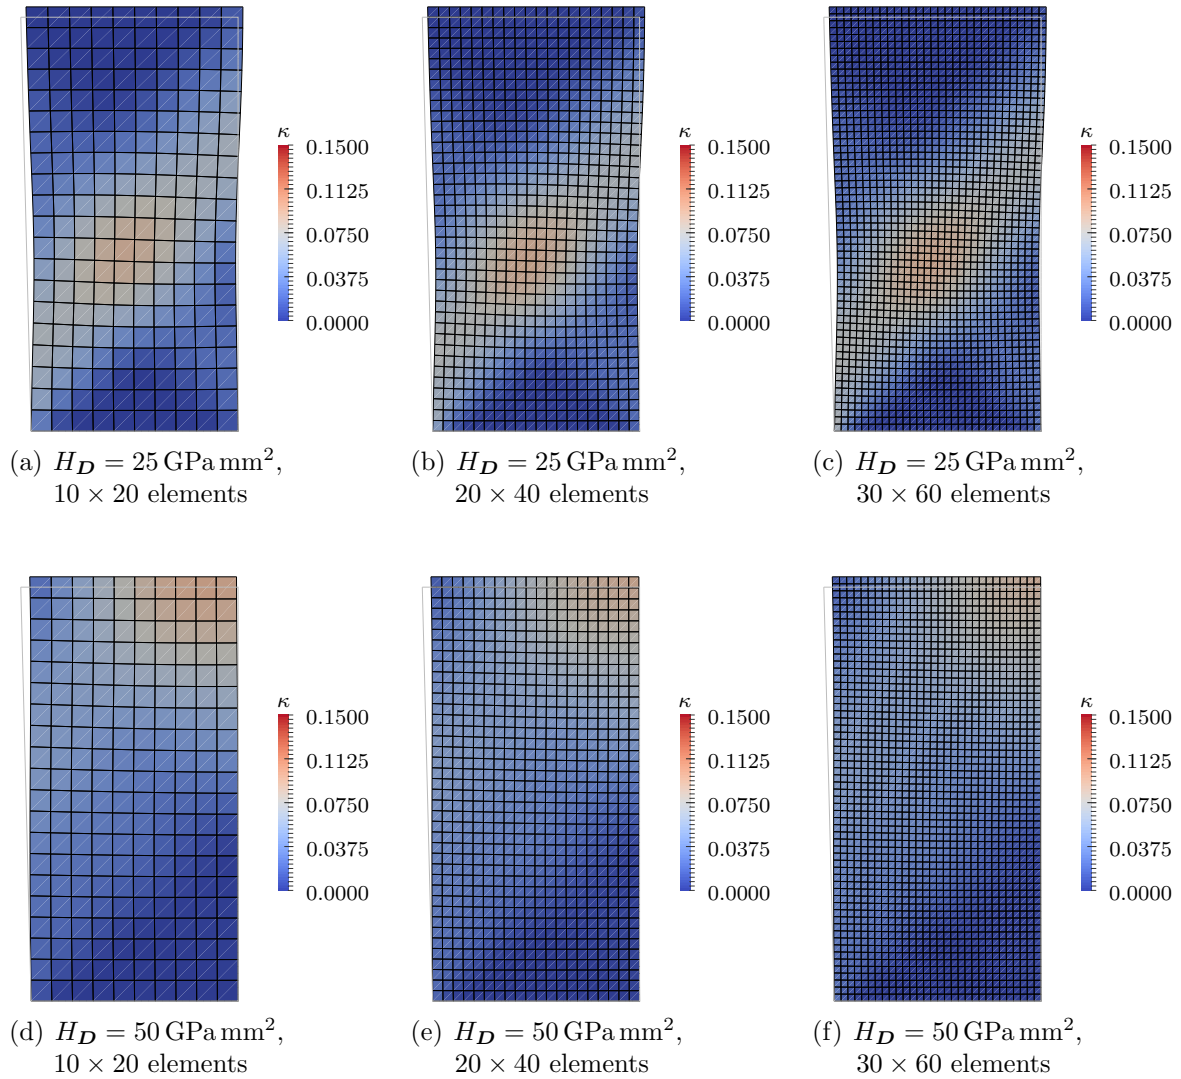 κ
0.1500
0.1125
0.0750
0.0375
0.0000
κ
0.1500
0.1125
0.0750
0.0375
0.0000
κ
0.1500
0.1125
0.0750
0.0375
0.0000
(a) H_D = 25 GPa mm²,
10 × 20 elements
(b) H_D = 25 GPa mm²,
20 × 40 elements
(c) H_D = 25 GPa mm²,
30 × 60 elements
κ
0.1500
0.1125
0.0750
0.0375
0.0000
κ
0.1500
0.1125
0.0750
0.0375
0.0000
κ
0.1500
0.1125
0.0750
0.0375
0.0000
(d) H_D = 50 GPa mm²,
10 × 20 elements
(e) H_D = 50 GPa mm²,
20 × 40 elements
(f) H_D = 50 GPa mm²,
30 × 60 elements